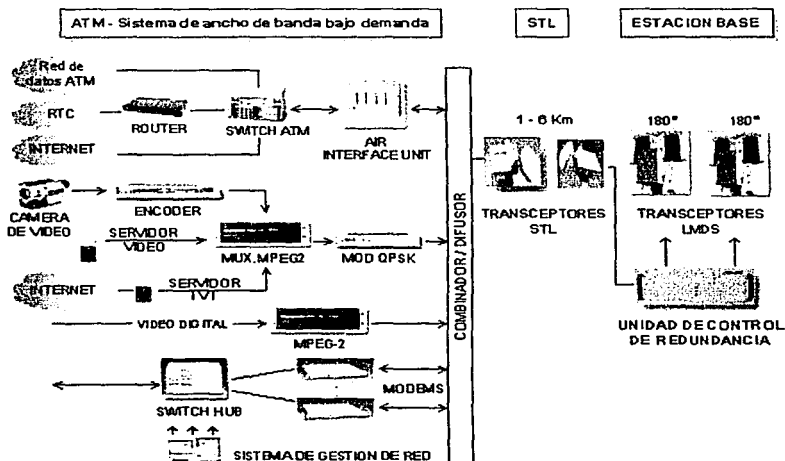 ATM - Sistema de ancho de banda bajo demanda
STL
ESTACION BASE
Red de
datos ATM
RTC
INTERNET
ROUTER
SWITCH ATM
AIR
INTERFACE UNIT
1 - 6 Km
180°
180°
TRANSCEPTORES
STL
TRANSCEPTORES
LMDS
CAMERA
DE VIDEO
ENCODER
SERVIDOR
VIDEO
MUX.MPEG2
MOD QPSK
COMBINADOR / DIFUSOR
INTERNET
SERVIDOR
VIDEO DIGITAL
MPEG-2
UNIDAD DE CONTROL
DE REDUNDANCIA
MODEMS
SWITCH HUB
SISTEMA DE GESTION DE RED